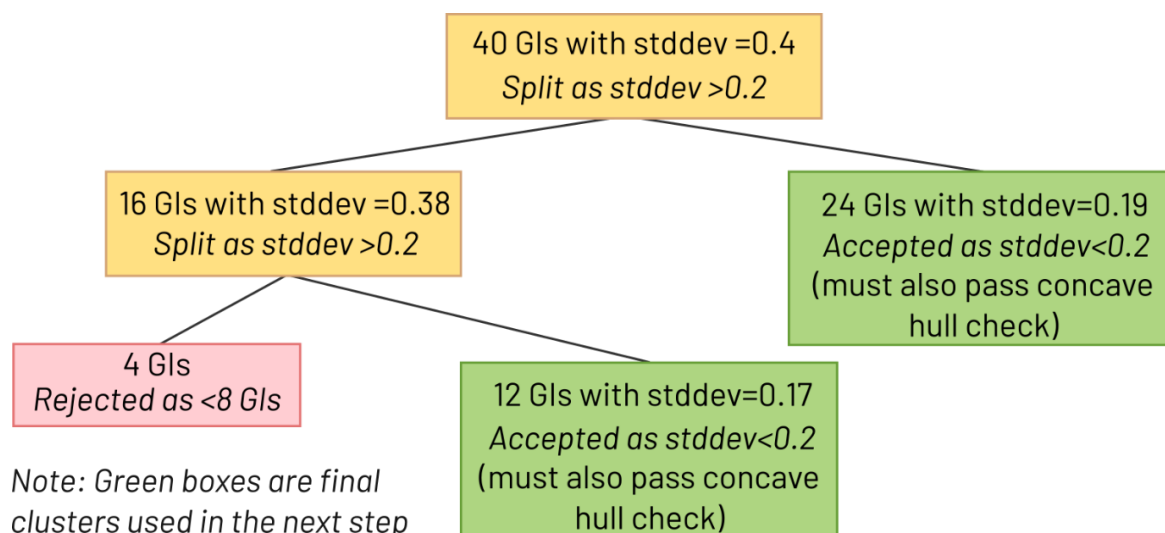 40 GIs with stddev =0.4
Split as stddev >0.2
16 GIs with stddev =0.38
Split as stddev >0.2
24 GIs with stddev=0.19
Accepted as stddev<0.2
(must also pass concave
hull check)
4 GIs
Rejected as <8 GIs
12 GIs with stddev=0.17
Accepted as stddev<0.2
(must also pass concave
hull check)
Note: Green boxes are final
clusters used in the next step